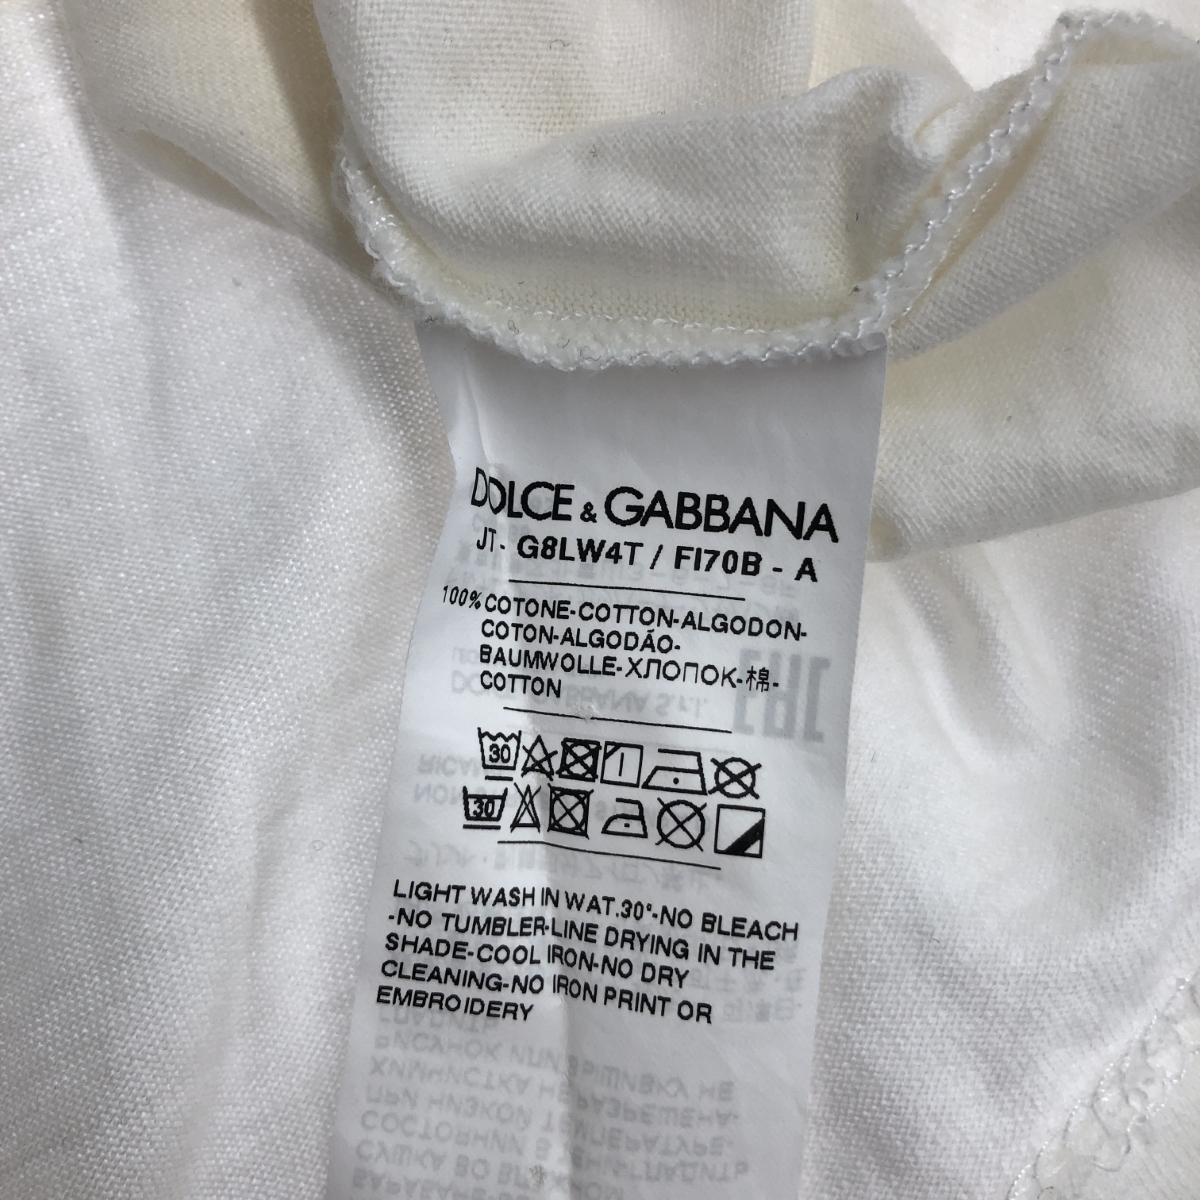 DOLCE & GABBANA
JT- G8LW4T / FI70B - A
100% COTONE-COTTON-ALGODON-
COTON-ALGODÃO-
BAUMWOLLE-ХЛОПОК-棉-
COTTON
30
30
LIGHT WASH IN WAT.30°-NO BLEACH
-NO TUMBLER-LINE DRYING IN THE
SHADE-COOL IRON-NO DRY
CLEANING-NO IRON PRINT OR
EMBROIDERY